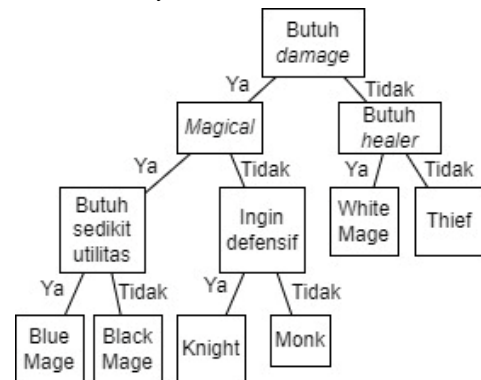 Butuh
damage
Ya
Tidak
Magical
Butuh
healer
Ya
Tidak
Ya
Tidak
Butuh
sedikit
utilitas
Ingin
defensif
White
Mage
Thief
Ya
Tidak
Ya
Tidak
Blue
Mage
Black
Mage
Knight
Monk